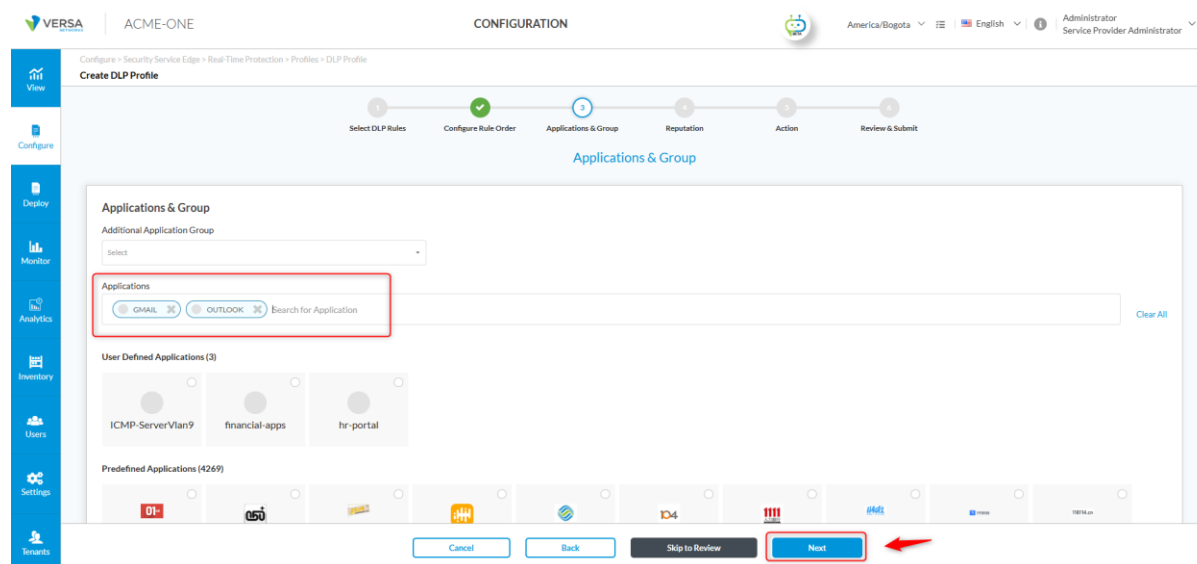 VERSA
NETWORKS
ACME-ONE
CONFIGURATION
America/Bogota
English
Administrator
Service Provider Administrator
View
Configure
Deploy
Monitor
Analytics
Inventory
Users
Settings
Tenants
Configure > Security Service Edge > Real-Time Protection > Profiles > DLP Profile
Create DLP Profile
1
3
4
5
6
Select DLP Rules
Configure Rule Order
Applications & Group
Reputation
Action
Review & Submit
Applications & Group
Applications & Group
Additional Application Group
Select
Applications
GMAIL
OUTLOOK
Search for Application
Clear All
User Defined Applications (3)
ICMP-ServerVlan9
financial-apps
hr-portal
Predefined Applications (4269)
01-
104
1111
Cancel
Back
Skip to Review
Next